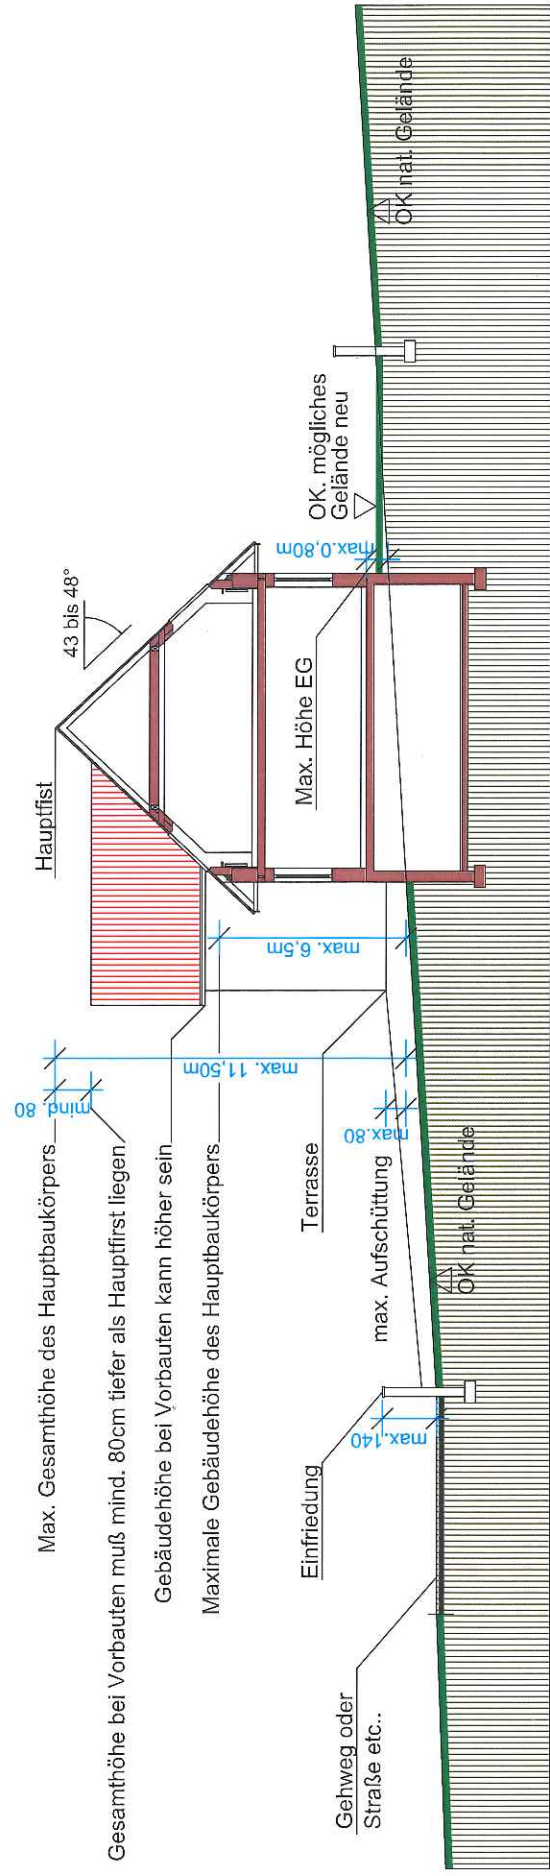 Max. Gesamthöhe des Hauptbaukörpers
Gesamthöhe bei Vorbauten muß mind. 80cm tiefer als Hauptfirst liegen
Gebäudehöhe bei Vorbauten kann höher sein
Maximale Gebäudehöhe des Hauptbaukörpers
mind. 80
max. 11,50m
max. 6,5m
Hauptfist
43 bis 48°
Terrasse
max. Aufschüttung
max.80
Max. Höhe EG
max.0,80m
OK. mögliches
Gelände neu
OK nat. Gelände
Einfriedung
max.140
OK nat. Gelände
Gehweg oder
Straße etc..